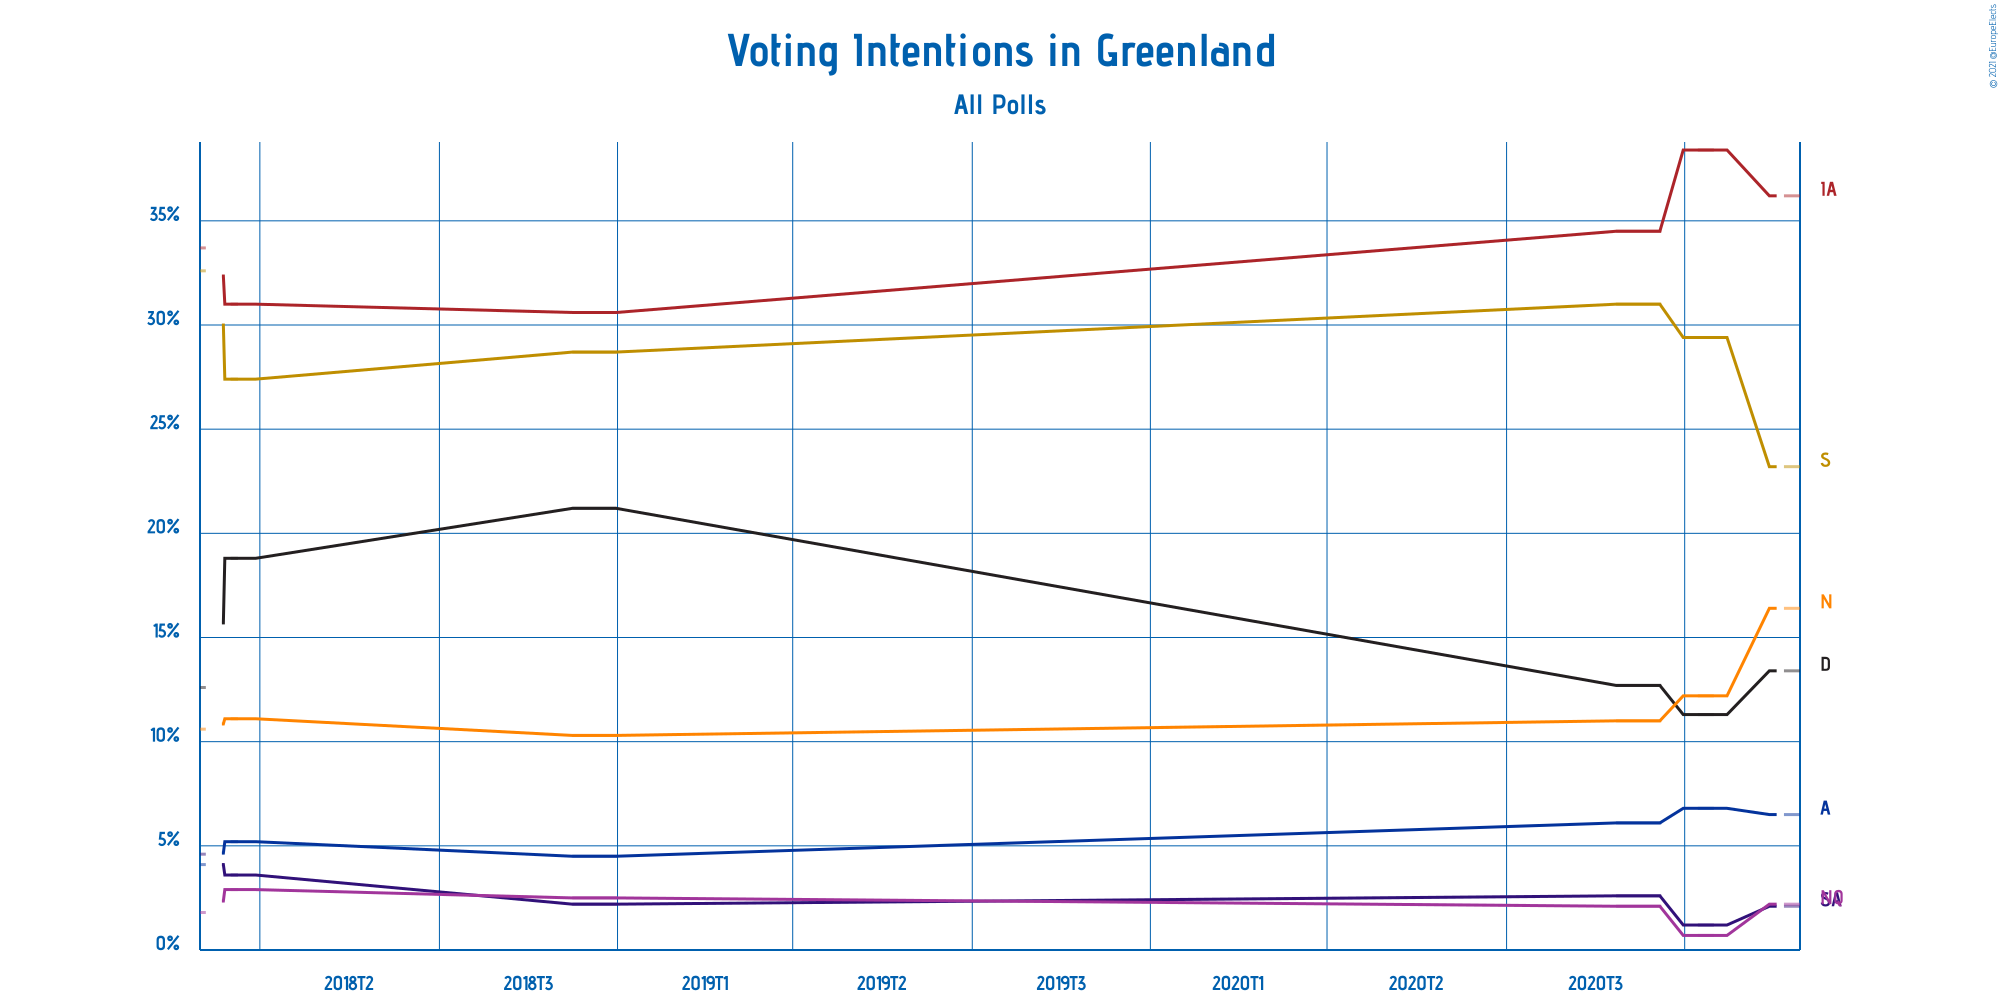 Voting Intentions in Greenland
All Polls
© 2021 @EuropeElects
35%
30%
25%
20%
15%
10%
5%
0%
IA
S
N
D
A
SA
2018T2 2018T3 2019T1 2019T2 2019T3 2020T1 2020T2 2020T3